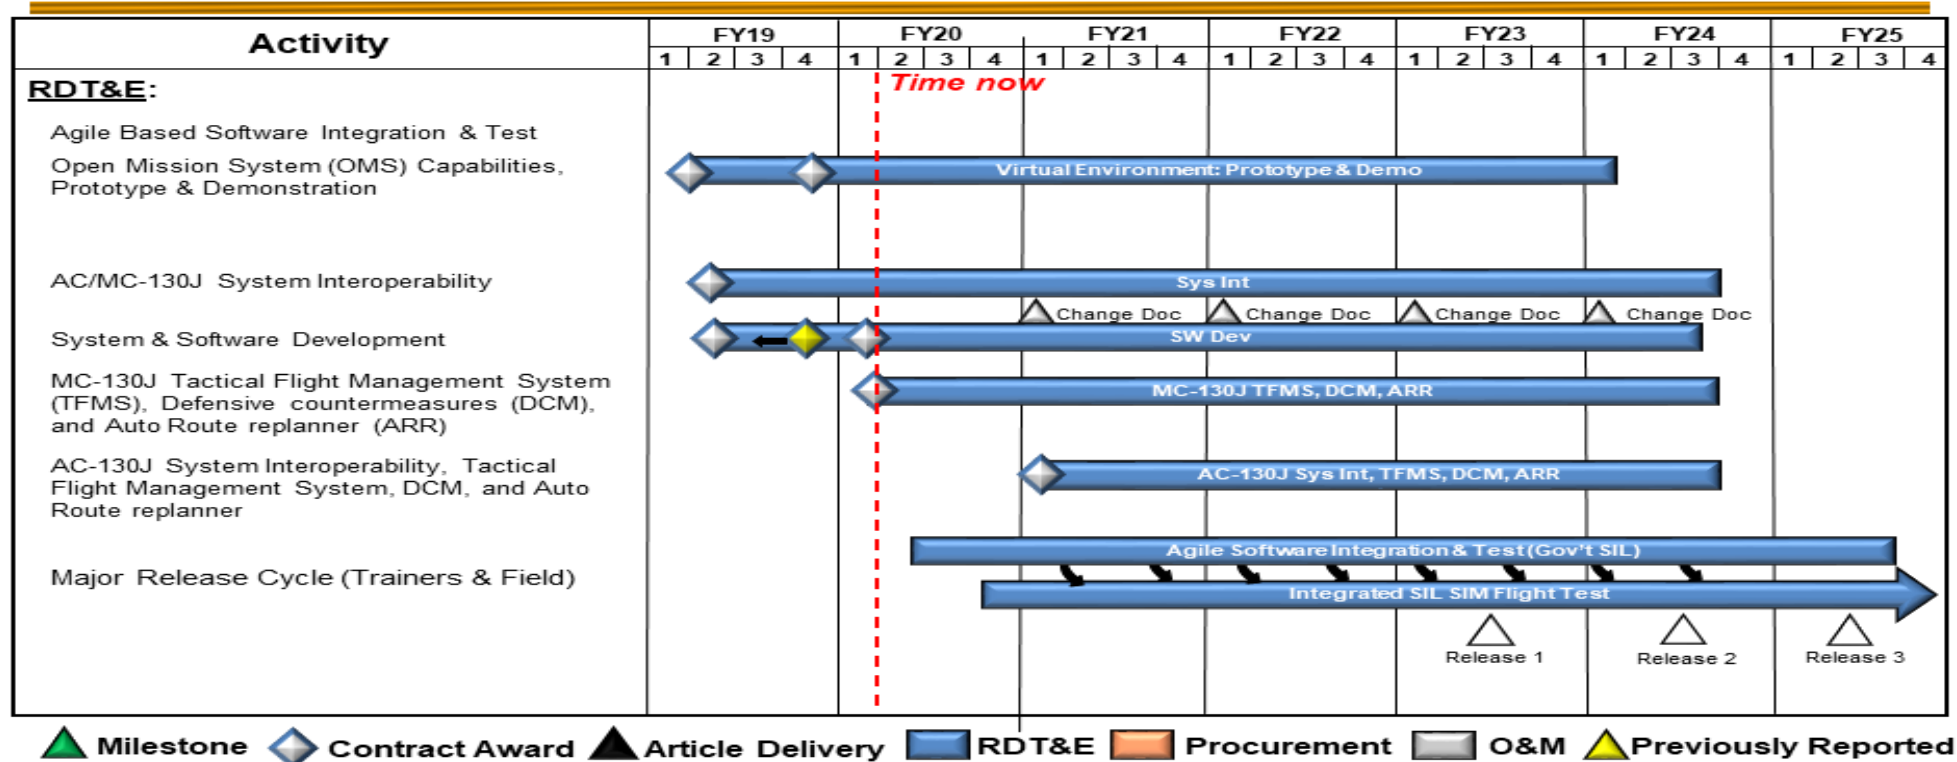 Activity
FY19 FY20 FY21 FY22 FY23 FY24 FY25
1 2 3 4 1 2 3 4 1 2 3 4 1 2 3 4 1 2 3 4 1 2 3 4 1 2 3 4
RDT&E:
Time now
Agile Based Software Integration & Test
Open Mission System (OMS) Capabilities,
Prototype & Demonstration
Virtual Environment: Prototype & Demo
AC/MC-130J System Interoperability
Sys Int
Change Doc Change Doc Change Doc Change Doc
System & Software Development
SW Dev
MC-130J Tactical Flight Management System
(TFMS), Defensive countermeasures (DCM),
and Auto Route replanner (ARR)
MC-130J TFMS, DCM, ARR
AC-130J System Interoperability, Tactical
Flight Management System, DCM, and Auto
Route replanner
AC-130J Sys Int, TFMS, DCM, ARR
Agile Software Integration & Test (Gov't SIL)
Major Release Cycle (Trainers & Field)
Integrated SIL SIM Flight Test
Release 1 Release 2 Release 3
Milestone Contract Award Article Delivery RDT&E Procurement O&M Previously Reported